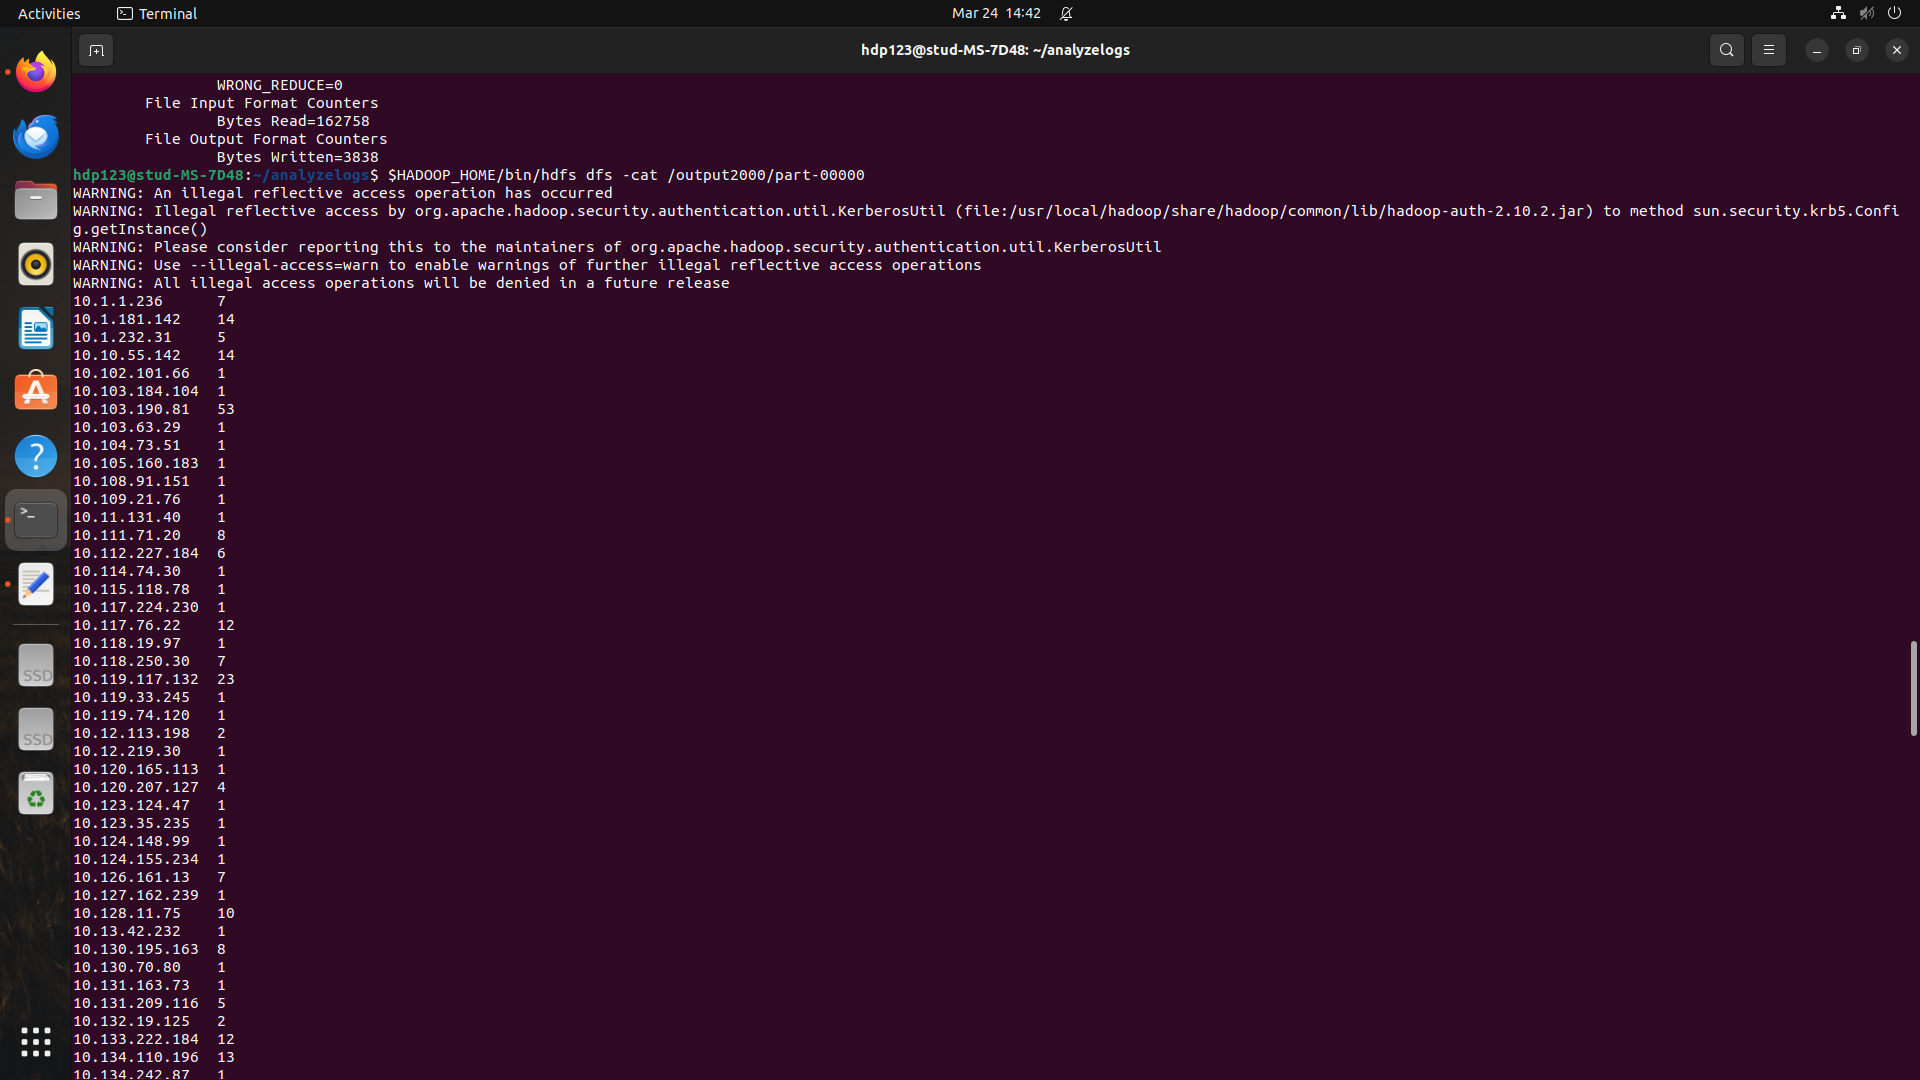 Activities
Terminal
Mar 24 14:42
hdp123@stud-MS-7D48: ~/analyzelogs
WRONG_REDUCE=0
File Input Format Counters
Bytes Read=162758
File Output Format Counters
Bytes Written=3838
hdp123@stud-MS-7D48:~/analyzelogs$ $HADOOP_HOME/bin/hdfs dfs -cat /output2000/part-00000
WARNING: An illegal reflective access operation has occurred
WARNING: Illegal reflective access by org.apache.hadoop.security.authentication.util.KerberosUtil (file:/usr/local/hadoop/share/hadoop/common/lib/hadoop-auth-2.10.2.jar) to method sun.security.krb5.Confi
g.getInstance()
WARNING: Please consider reporting this to the maintainers of org.apache.hadoop.security.authentication.util.KerberosUtil
WARNING: Use --illegal-access=warn to enable warnings of further illegal reflective access operations
WARNING: All illegal access operations will be denied in a future release
10.1.1.236 7
10.1.181.142 14
10.1.232.31 5
10.10.55.142 14
10.102.101.66 1
10.103.184.104 1
10.103.190.81 53
10.103.63.29 1
10.104.73.51 1
10.105.160.183 1
10.108.91.151 1
10.109.21.76 1
10.11.131.40 1
10.111.71.20 8
10.112.227.184 6
10.114.74.30 1
10.115.118.78 1
10.117.224.230 1
10.117.76.22 12
10.118.19.97 1
10.118.250.30 7
10.119.117.132 23
10.119.33.245 1
10.119.74.120 1
10.12.113.198 2
10.12.219.30 1
10.120.165.113 1
10.120.207.127 4
10.123.124.47 1
10.123.35.235 1
10.124.148.99 1
10.124.155.234 1
10.126.161.13 7
10.127.162.239 1
10.128.11.75 10
10.13.42.232 1
10.130.195.163 8
10.130.70.80 1
10.131.163.73 1
10.131.209.116 5
10.132.19.125 2
10.133.222.184 12
10.134.110.196 13
10.134.242.87 1
SSD
SSD